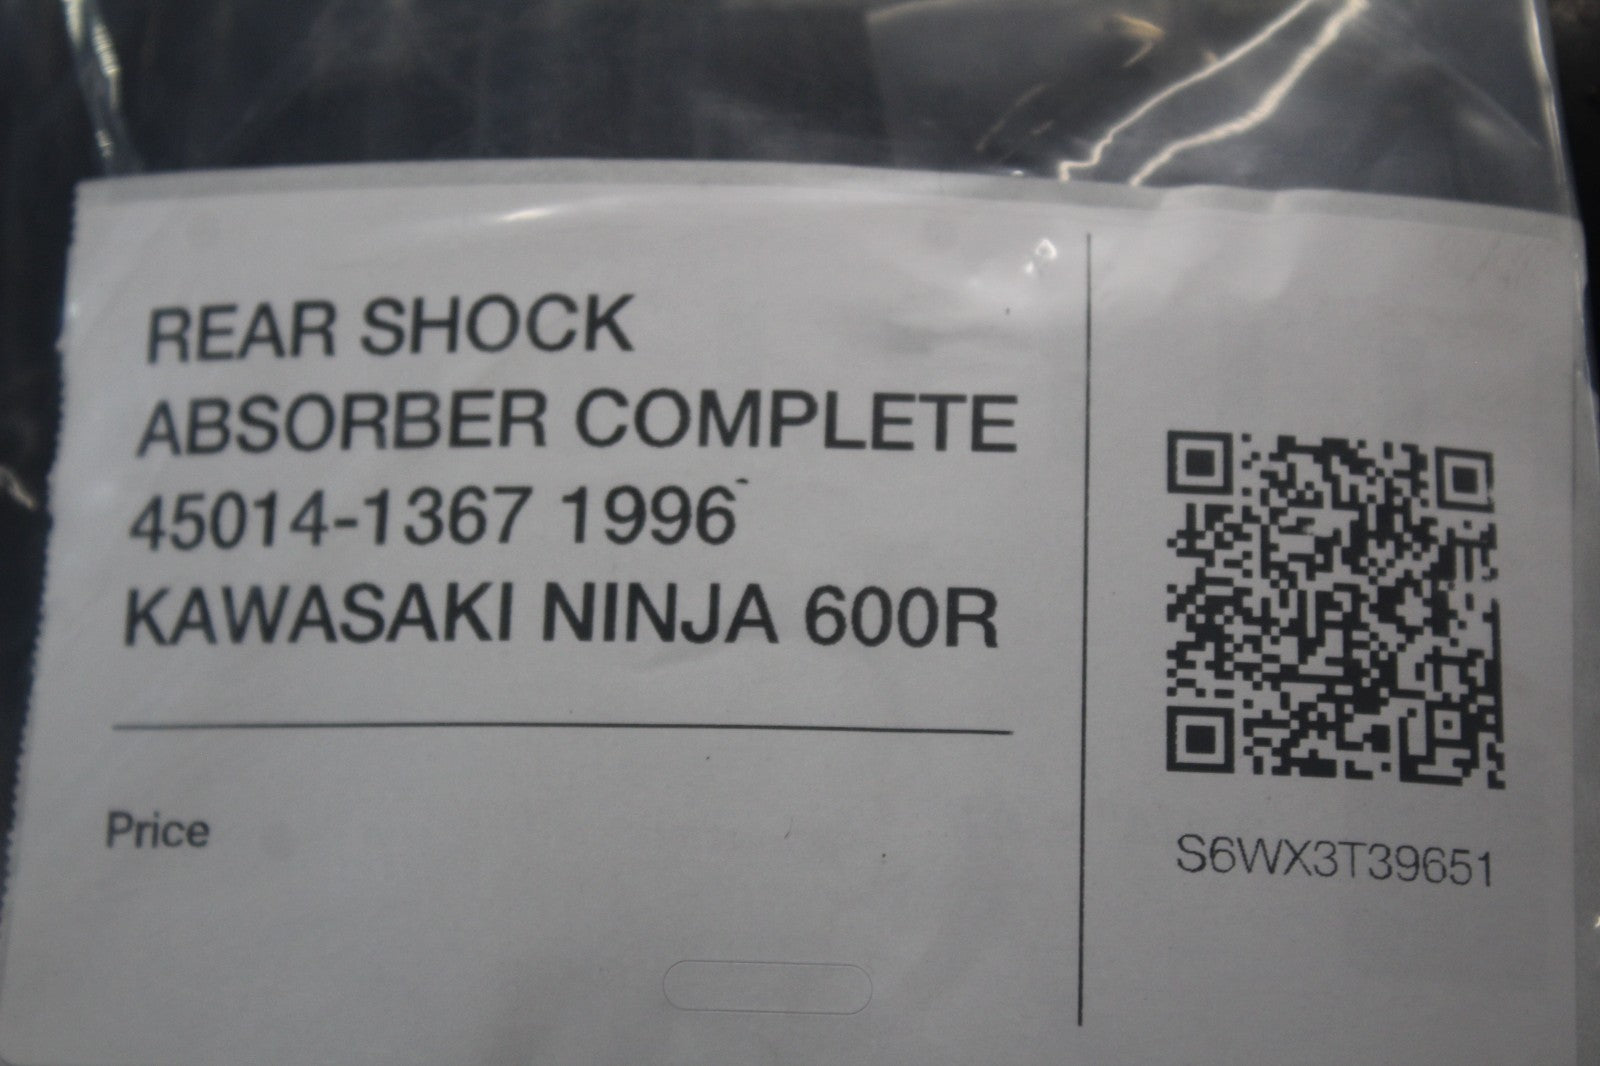 REAR SHOCK
ABSORBER COMPLETE
45014-1367 1996
KAWASAKI NINJA 600R
Price
S6WX3T39651